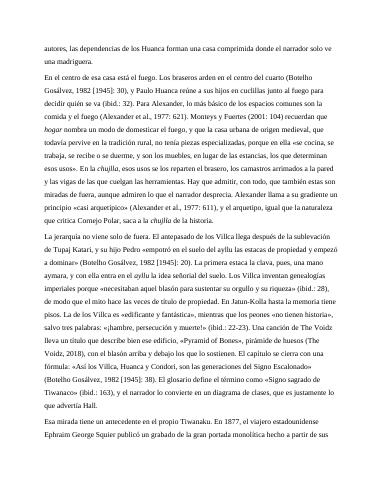 autores, las dependencias de los Huanca forman una casa comprimida donde el narrador solo ve
una madriguera.
En el centro de esa casa está el fuego. Los braseros arden en el centro del cuarto (Botelho
Gosálvez, 1982 [1945]: 30), y Paulo Huanca reúne a sus hijos en cuclillas junto al fuego para
decidir quién se va (ibid.: 32). Para Alexander, lo más básico de los espacios comunes son la
comida y el fuego (Alexander et al., 1977: 621). Monteys y Fuertes (2001: 104) recuerdan que
hogar nombra un modo de domesticar el fuego, y que la casa urbana de origen medieval, que
todavía pervive en la tradición rural, no tenía piezas especializadas, porque en ella «se cocina, se
trabaja, se recibe o se duerme, y son los muebles, en lugar de las estancias, los que determinan
esos usos». En la chujlla, esos usos se los reparten el brasero, los camastros arrimados a la pared
y las vigas de las que cuelgan las herramientas. Hay que admitir, con todo, que también estas son
miradas de fuera, aunque admiren lo que el narrador desprecia. Alexander llama a su gradiente un
principio «casi arquetípico» (Alexander et al., 1977: 611), y el arquetipo, igual que la naturaleza
que critica Cornejo Polar, saca a la chujlla de la historia.
La jerarquía no viene solo de fuera. El antepasado de los Villca llega después de la sublevación
de Tupaj Katari, y su hijo Pedro «empotró en el suelo del ayllu las estacas de propiedad y empezó
a dominar» (Botelho Gosálvez, 1982 [1945]: 20). La primera estaca la clava, pues, una mano
aymara, y con ella entra en el ayllu la idea señorial del suelo. Los Villca inventan genealogías
imperiales porque «necesitaban aquel blasón para sustentar su orgullo y su riqueza» (ibid.: 28),
de modo que el mito hace las veces de título de propiedad. En Jatun-Kolla hasta la memoria tiene
pisos. La de los Villca es «edificante y fantástica», mientras que los peones «no tienen historia»,
salvo tres palabras: «¡hambre, persecución y muerte!» (ibid.: 22-23). Una canción de The Voidz
lleva un título que describe bien ese edificio, «Pyramid of Bones», pirámide de huesos (The
Voidz, 2018), con el blasón arriba y debajo los que lo sostienen. El capítulo se cierra con una
fórmula: «Así los Villca, Huanca y Condori, son las generaciones del Signo Escalonado»
(Botelho Gosálvez, 1982 [1945]: 38). El glosario define el término como «Signo sagrado de
Tiwanaco» (ibid.: 163), y el narrador lo convierte en un diagrama de clases, que es justamente lo
que advertía Hall.
Esa mirada tiene un antecedente en el propio Tiwanaku. En 1877, el viajero estadounidense
Ephraim George Squier publicó un grabado de la gran portada monolítica hecho a partir de sus